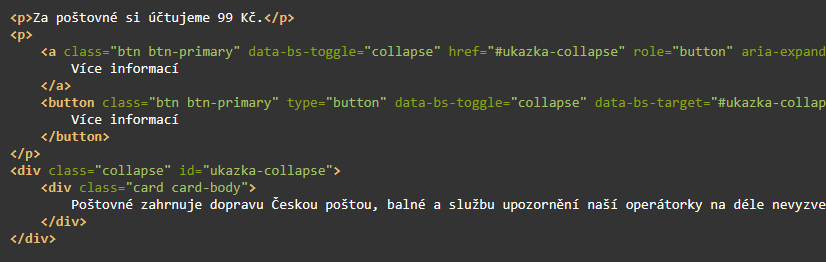 <p>Za poštovné si účtujeme 99 Kč.</p>
<p>
    <a class="btn btn-primary" data-bs-toggle="collapse" href="#ukazka-collapse" role="button" aria-expand
        Více informací
    </a>
    <button class="btn btn-primary" type="button" data-bs-toggle="collapse" data-bs-target="#ukazka-collap
        Více informací
    </button>
</p>
<div class="collapse" id="ukazka-collapse">
    <div class="card card-body">
        Poštovné zahrnuje dopravu Českou poštou, balné a službu upozornění naší operátorky na déle nevyzve
    </div>
</div>